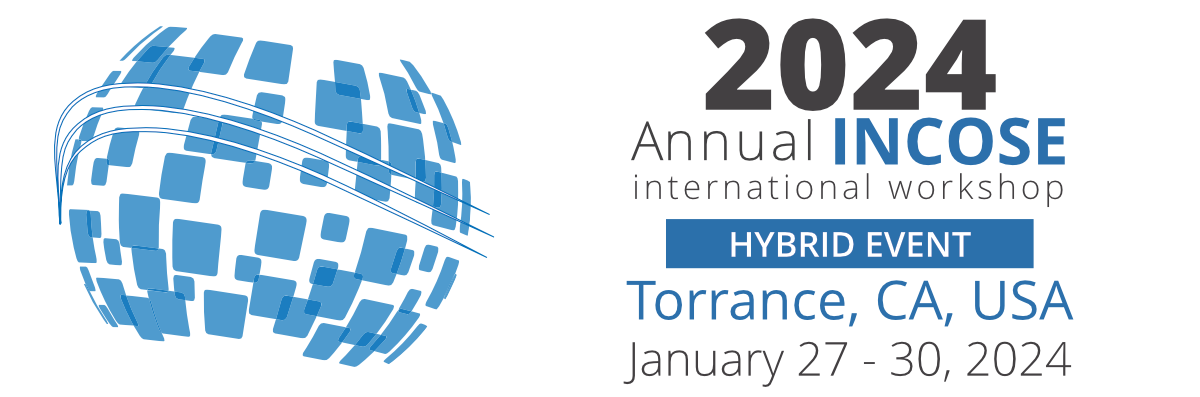 2024
Annual INCOSE
international workshop
HYBRID EVENT
Torrance, CA, USA
January 27 - 30, 2024